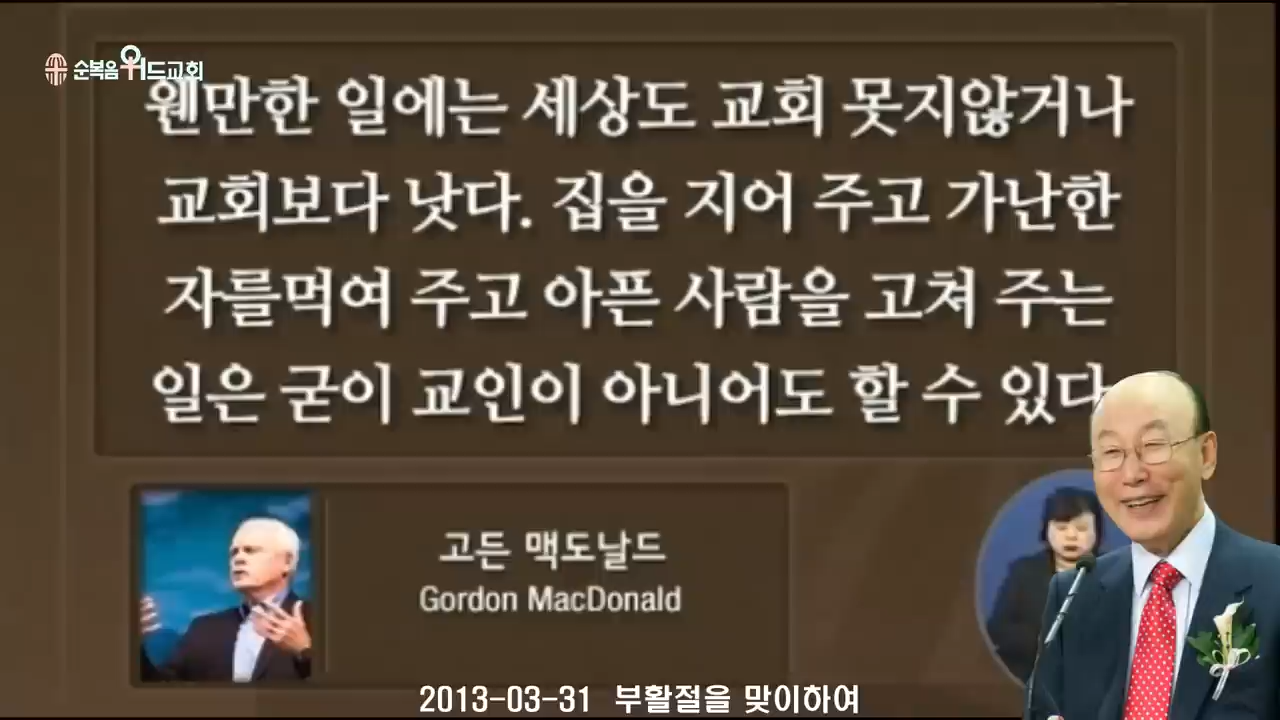 순복음위드교회
웬만한 일에는 세상도 교회 못지않거나
교회보다 낫다. 집을 지어 주고 가난한
자를먹여 주고 아픈 사람을 고쳐 주는
일은 굳이 교인이 아니어도 할 수 있다.
고든 맥도날드
Gordon MacDonald
2013-03-31 부활절을 맞이하여